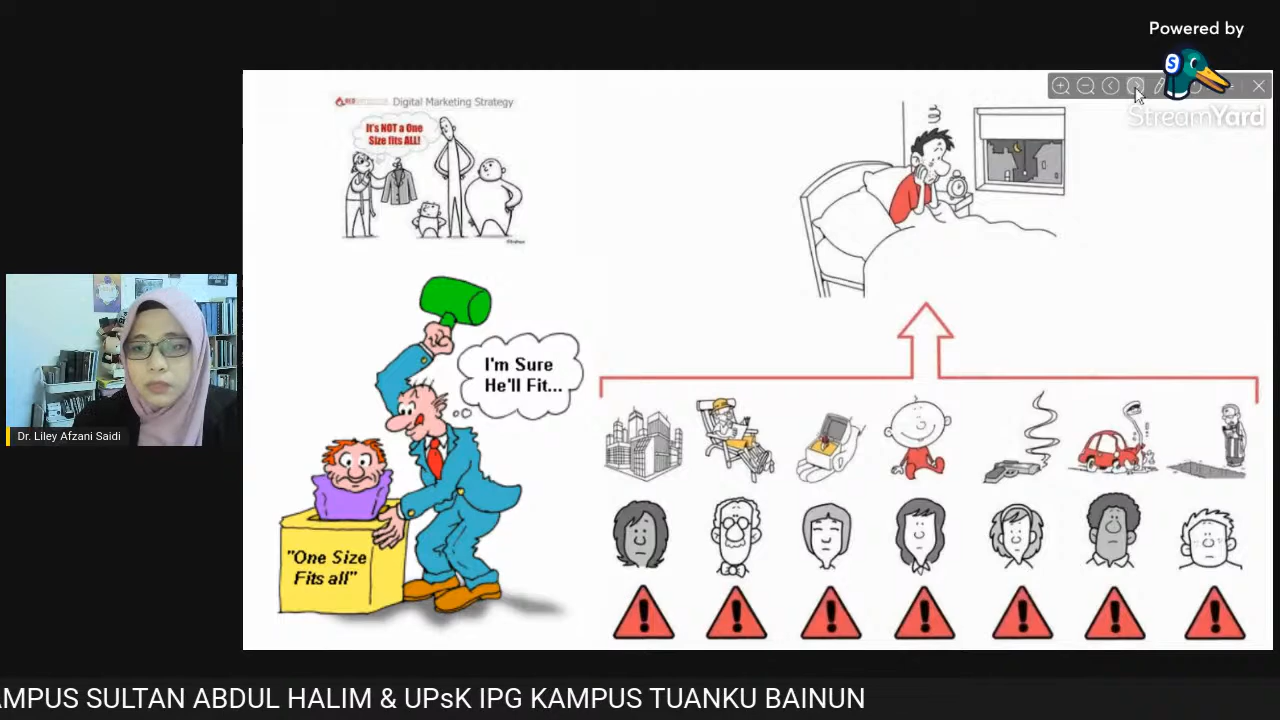 Powered by
S
StreamYard
Digital Marketing Strategy
It's NOT a One
Size fits ALL!
I'm Sure
He'll Fit...
"One Size
Fits all"
Dr. Liley Afzani Saidi
AMPUS SULTAN ABDUL HALIM & UPsK IPG KAMPUS TUANKU BAINUN